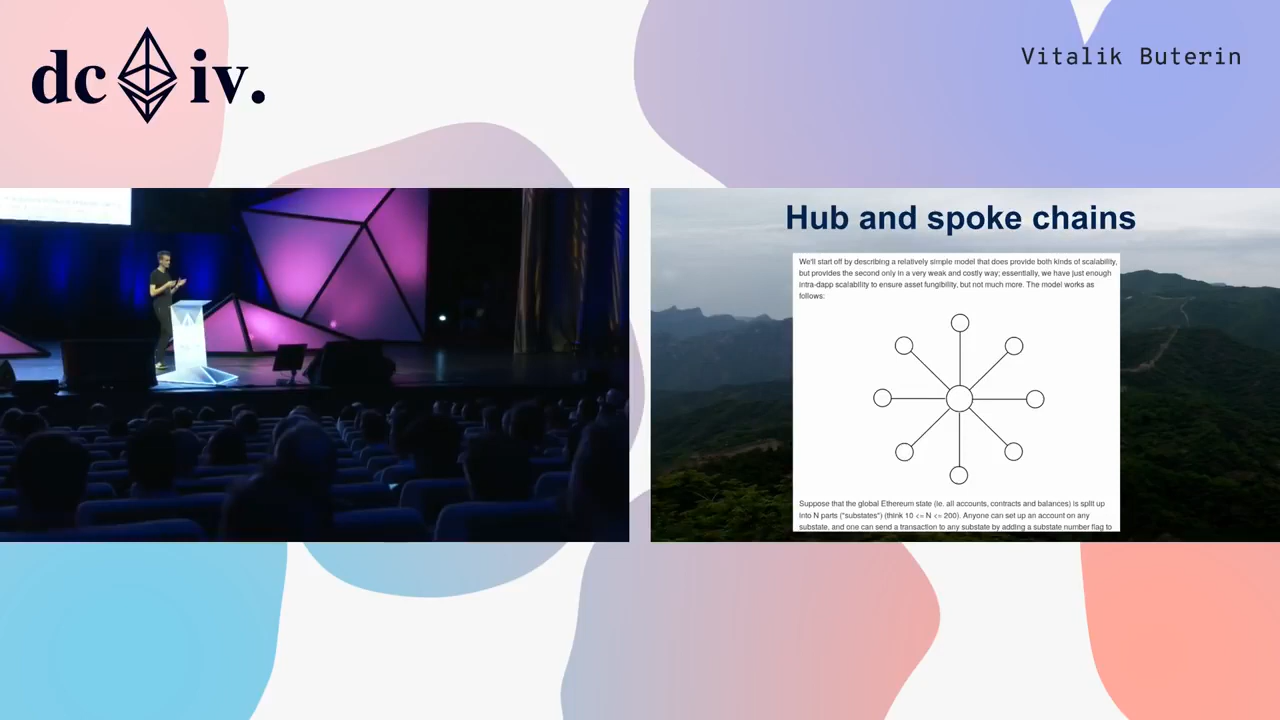 dc iv.
Vitalik Buterin
Hub and spoke chains
We'll start off by describing a relatively simple model that does provide both kinds of scalability,
but provides the second only in a very weak and costly way; essentially, we have just enough
intra-dapp scalability to ensure asset fungibility, but not much more. The model works as
follows:
Suppose that the global Ethereum state (ie. all accounts, contracts and balances) is split up
into N parts ("substates") (think 10 <= N <= 200). Anyone can set up an account on any
substate, and one can send a transaction to any substate by adding a substate number flag to